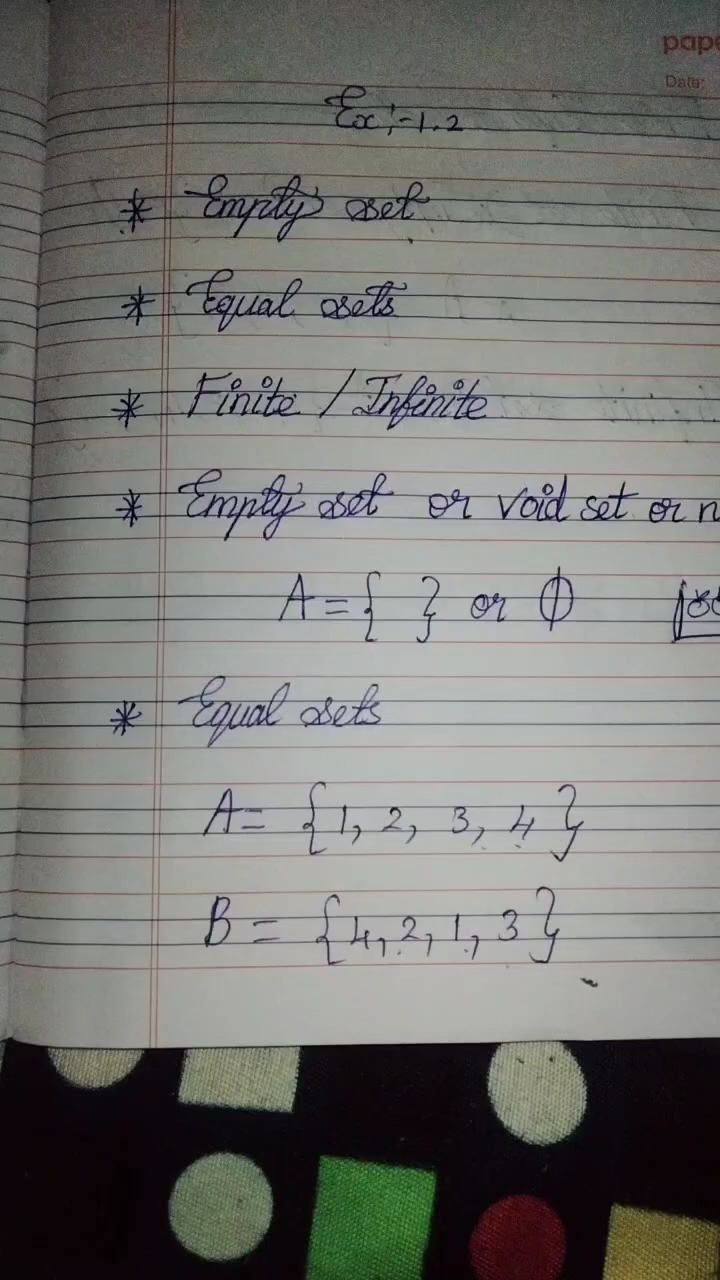 Date:
Ex:-1.2
* Empty set
* Equal sets
* Finite / Infinite
* Empty set or void set or
A = { } or ϕ
* Equal sets
A = {1, 2, 3, 4}
B = {4, 2, 1, 3}